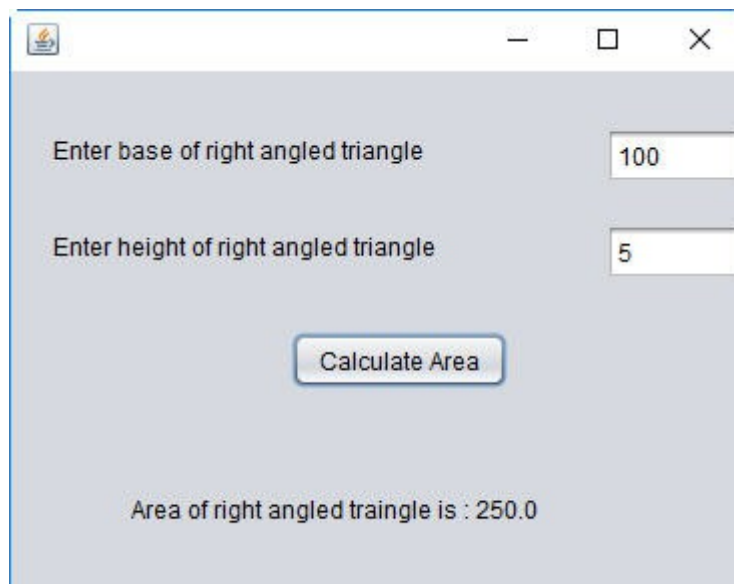 Enter base of right angled triangle 100
Enter height of right angled triangle 5
Calculate Area
Area of right angled traingle is : 250.0